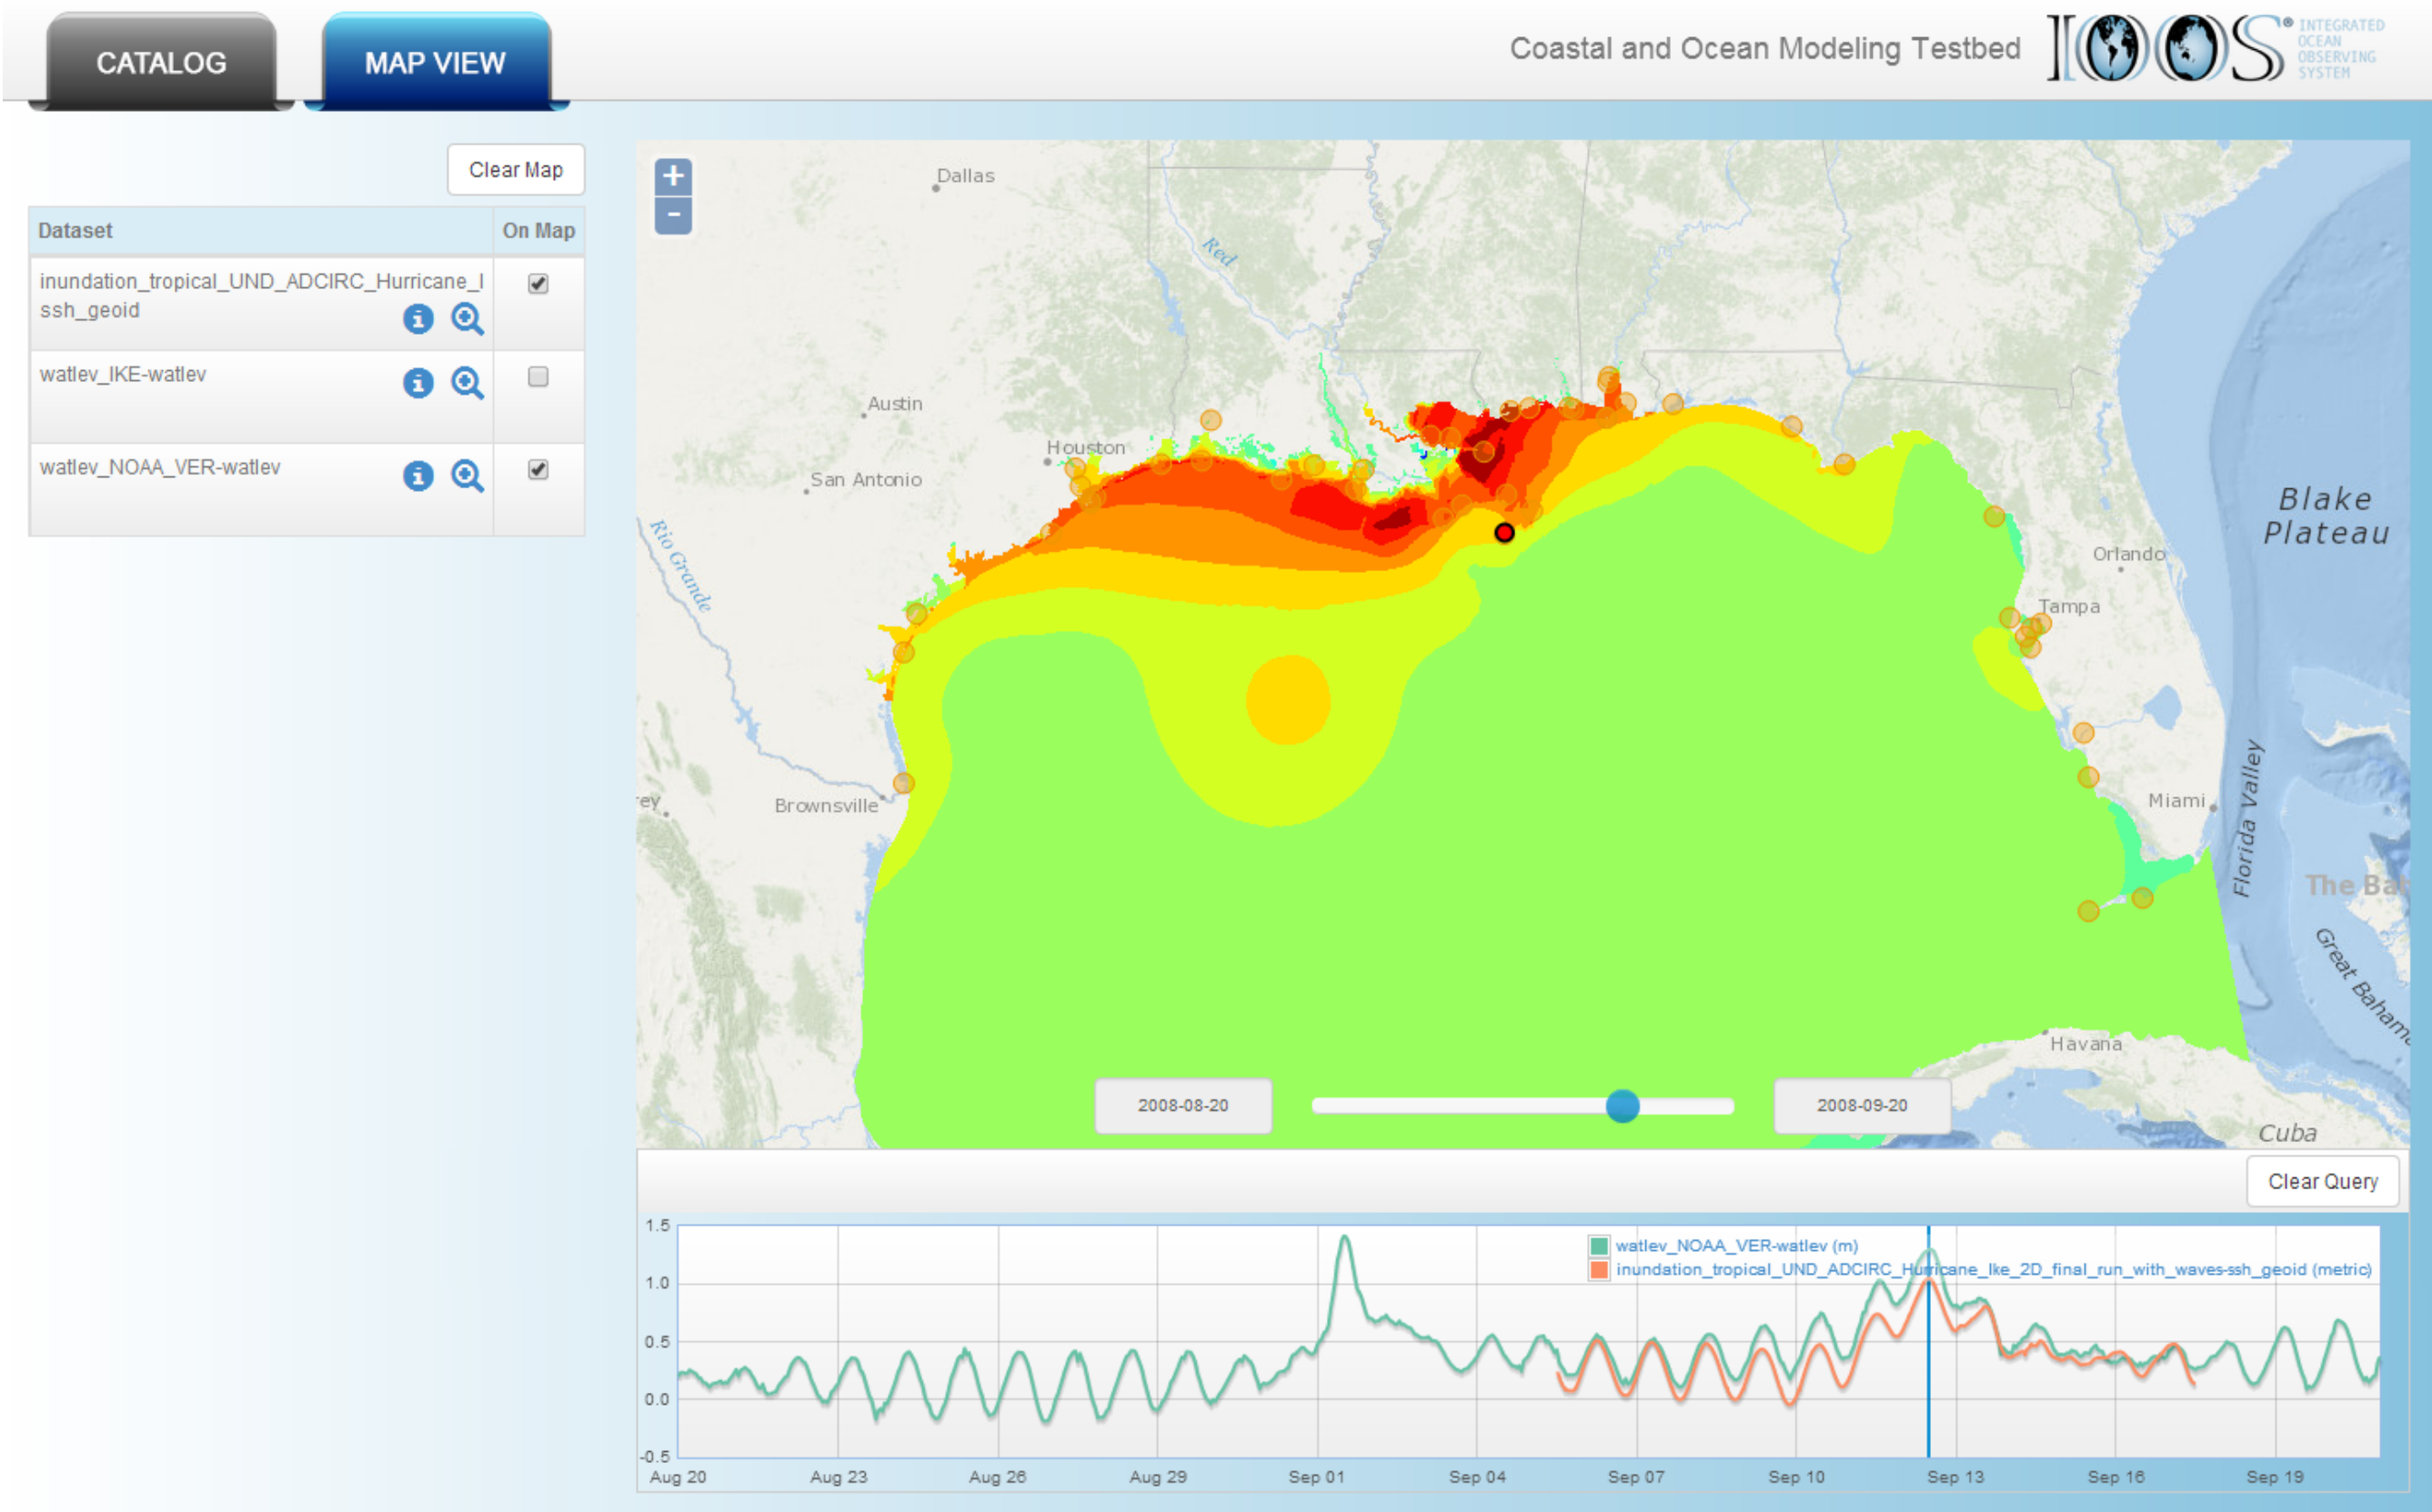 CATALOG
MAP VIEW
Coastal and Ocean Modeling Testbed
IOOS®
INTEGRATED
OCEAN
OBSERVING
SYSTEM
Clear Map
Dataset
On Map
inundation_tropical_UND_ADCIRC_Hurricane_I
ssh_geoid
watlev_IKE-watlev
watlev_NOAA_VER-watlev
+
-
Dallas
Red
Austin
Houston
San Antonio
Rio Grande
Blake
Plateau
Orlando
Tampa
ey
Brownsville
Miami
Florida Valley
The Bah
Great Bahama
Havana
Cuba
2008-08-20
2008-09-20
Clear Query
watlev_NOAA_VER-watlev (m)
inundation_tropical_UND_ADCIRC_Hurricane_Ike_2D_final_run_with_waves-ssh_geoid (metric)
1.5
1.0
0.5
0.0
-0.5
Aug 20
Aug 23
Aug 26
Aug 29
Sep 01
Sep 04
Sep 07
Sep 10
Sep 13
Sep 16
Sep 19